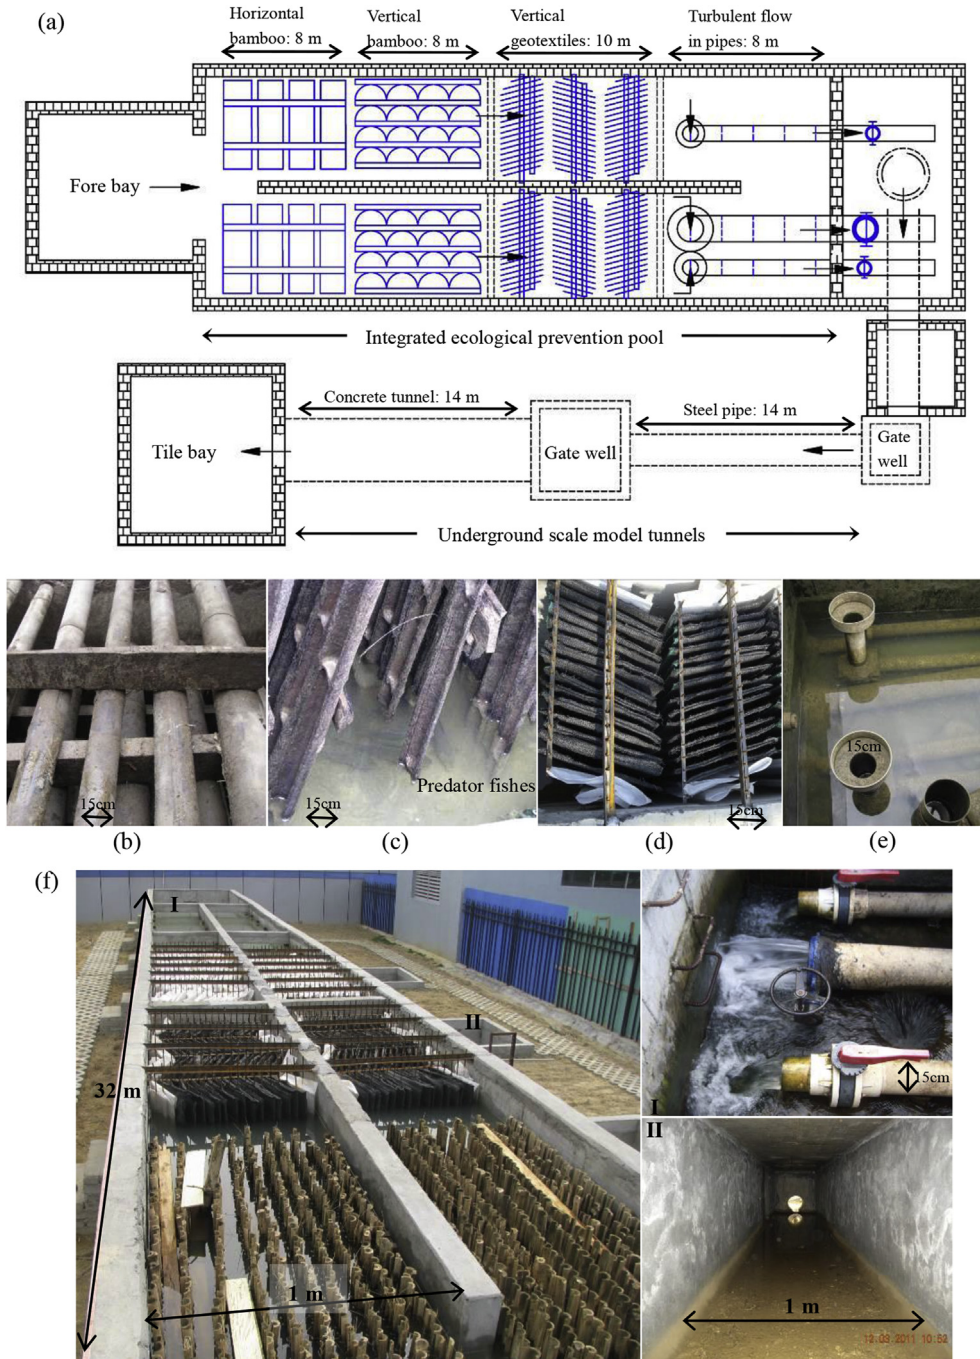 (a)
Horizontal
bamboo: 8 m
Vertical
bamboo: 8 m
Vertical
geotextiles: 10 m
Turbulent flow
in pipes: 8 m
Fore bay
Integrated ecological prevention pool
Concrete tunnel: 14 m
Steel pipe: 14 m
Tile bay
Gate well
Gate
well
Underground scale model tunnels
15cm
(b)
Predator fishes
15cm
(c)
15cm
(d)
15cm
(e)
(f)
I
II
32 m
1 m
15cm
I
II
1 m
12.03.2011 10:52